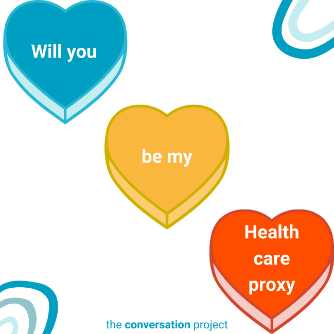 Will you
be my
Health
care
proxy
the conversation project